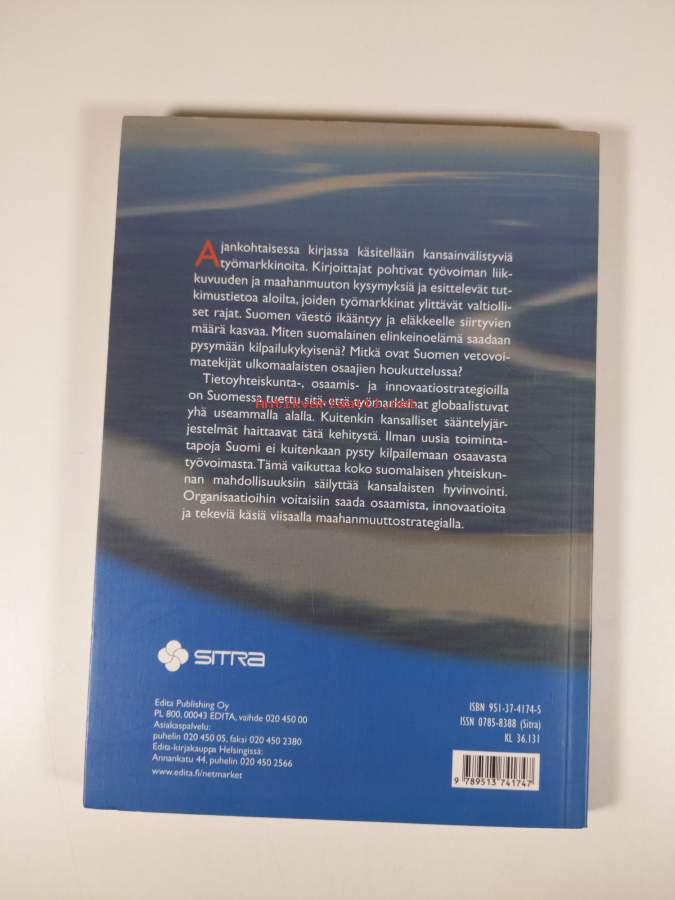 Ajankohtaisessa kirjassa käsitellään kansainvälistyviä
työmarkkinoita. Kirjoittajat pohtivat työvoiman liik-
kuvuuden ja maahanmuuton kysymyksiä ja esittelevät tut-
kimustietoa aloilta, joiden työmarkkinat ylittävät valtiolli-
set rajat. Suomen väestö ikääntyy ja eläkkeelle siirtyvien
määrä kasvaa. Miten suomalainen elinkeinoelämä saadaan
pysymään kilpailukykyisenä? Mitkä ovat Suomen vetovoi-
matekijät ulkomaalaisten osaajien houkuttelussa?
Tietoyhteiskunta-, osaamis- ja innovaatiostrategioilla
on Suomessa tuettu sitä, että työmarkkinat globaalistuvat
Antikvariaatti.net
yhä useammalla alalla. Kuitenkin kansalliset sääntelyjär-
jestelmät haittaavat tätä kehitystä. Ilman uusia toiminta-
tapoja Suomi ei kuitenkaan pysty kilpailemaan osaavasta
työvoimasta. Tämä vaikuttaa koko suomalaisen yhteiskun-
nan mahdollisuuksiin säilyttää kansalaisten hyvinvointi.
Organisaatioihin voitaisiin saada osaamista, innovaatioita
ja tekeviä käsiä viisaalla maahanmuuttostrategialla.
SITRA
Edita Publishing Oy
PL 800, 00043 EDITA, vaihde 020 450 00
Asiakaspalvelu:
puhelin 020 450 05, faksi 020 450 2380
Edita-kirjakauppa Helsingissä:
Annankatu 44, puhelin 020 450 2566
www.edita.fi/netmarket
ISBN 951-37-4174-5
ISSN 0785-8388 (Sitra)
KL 36.131
9 789513 741747